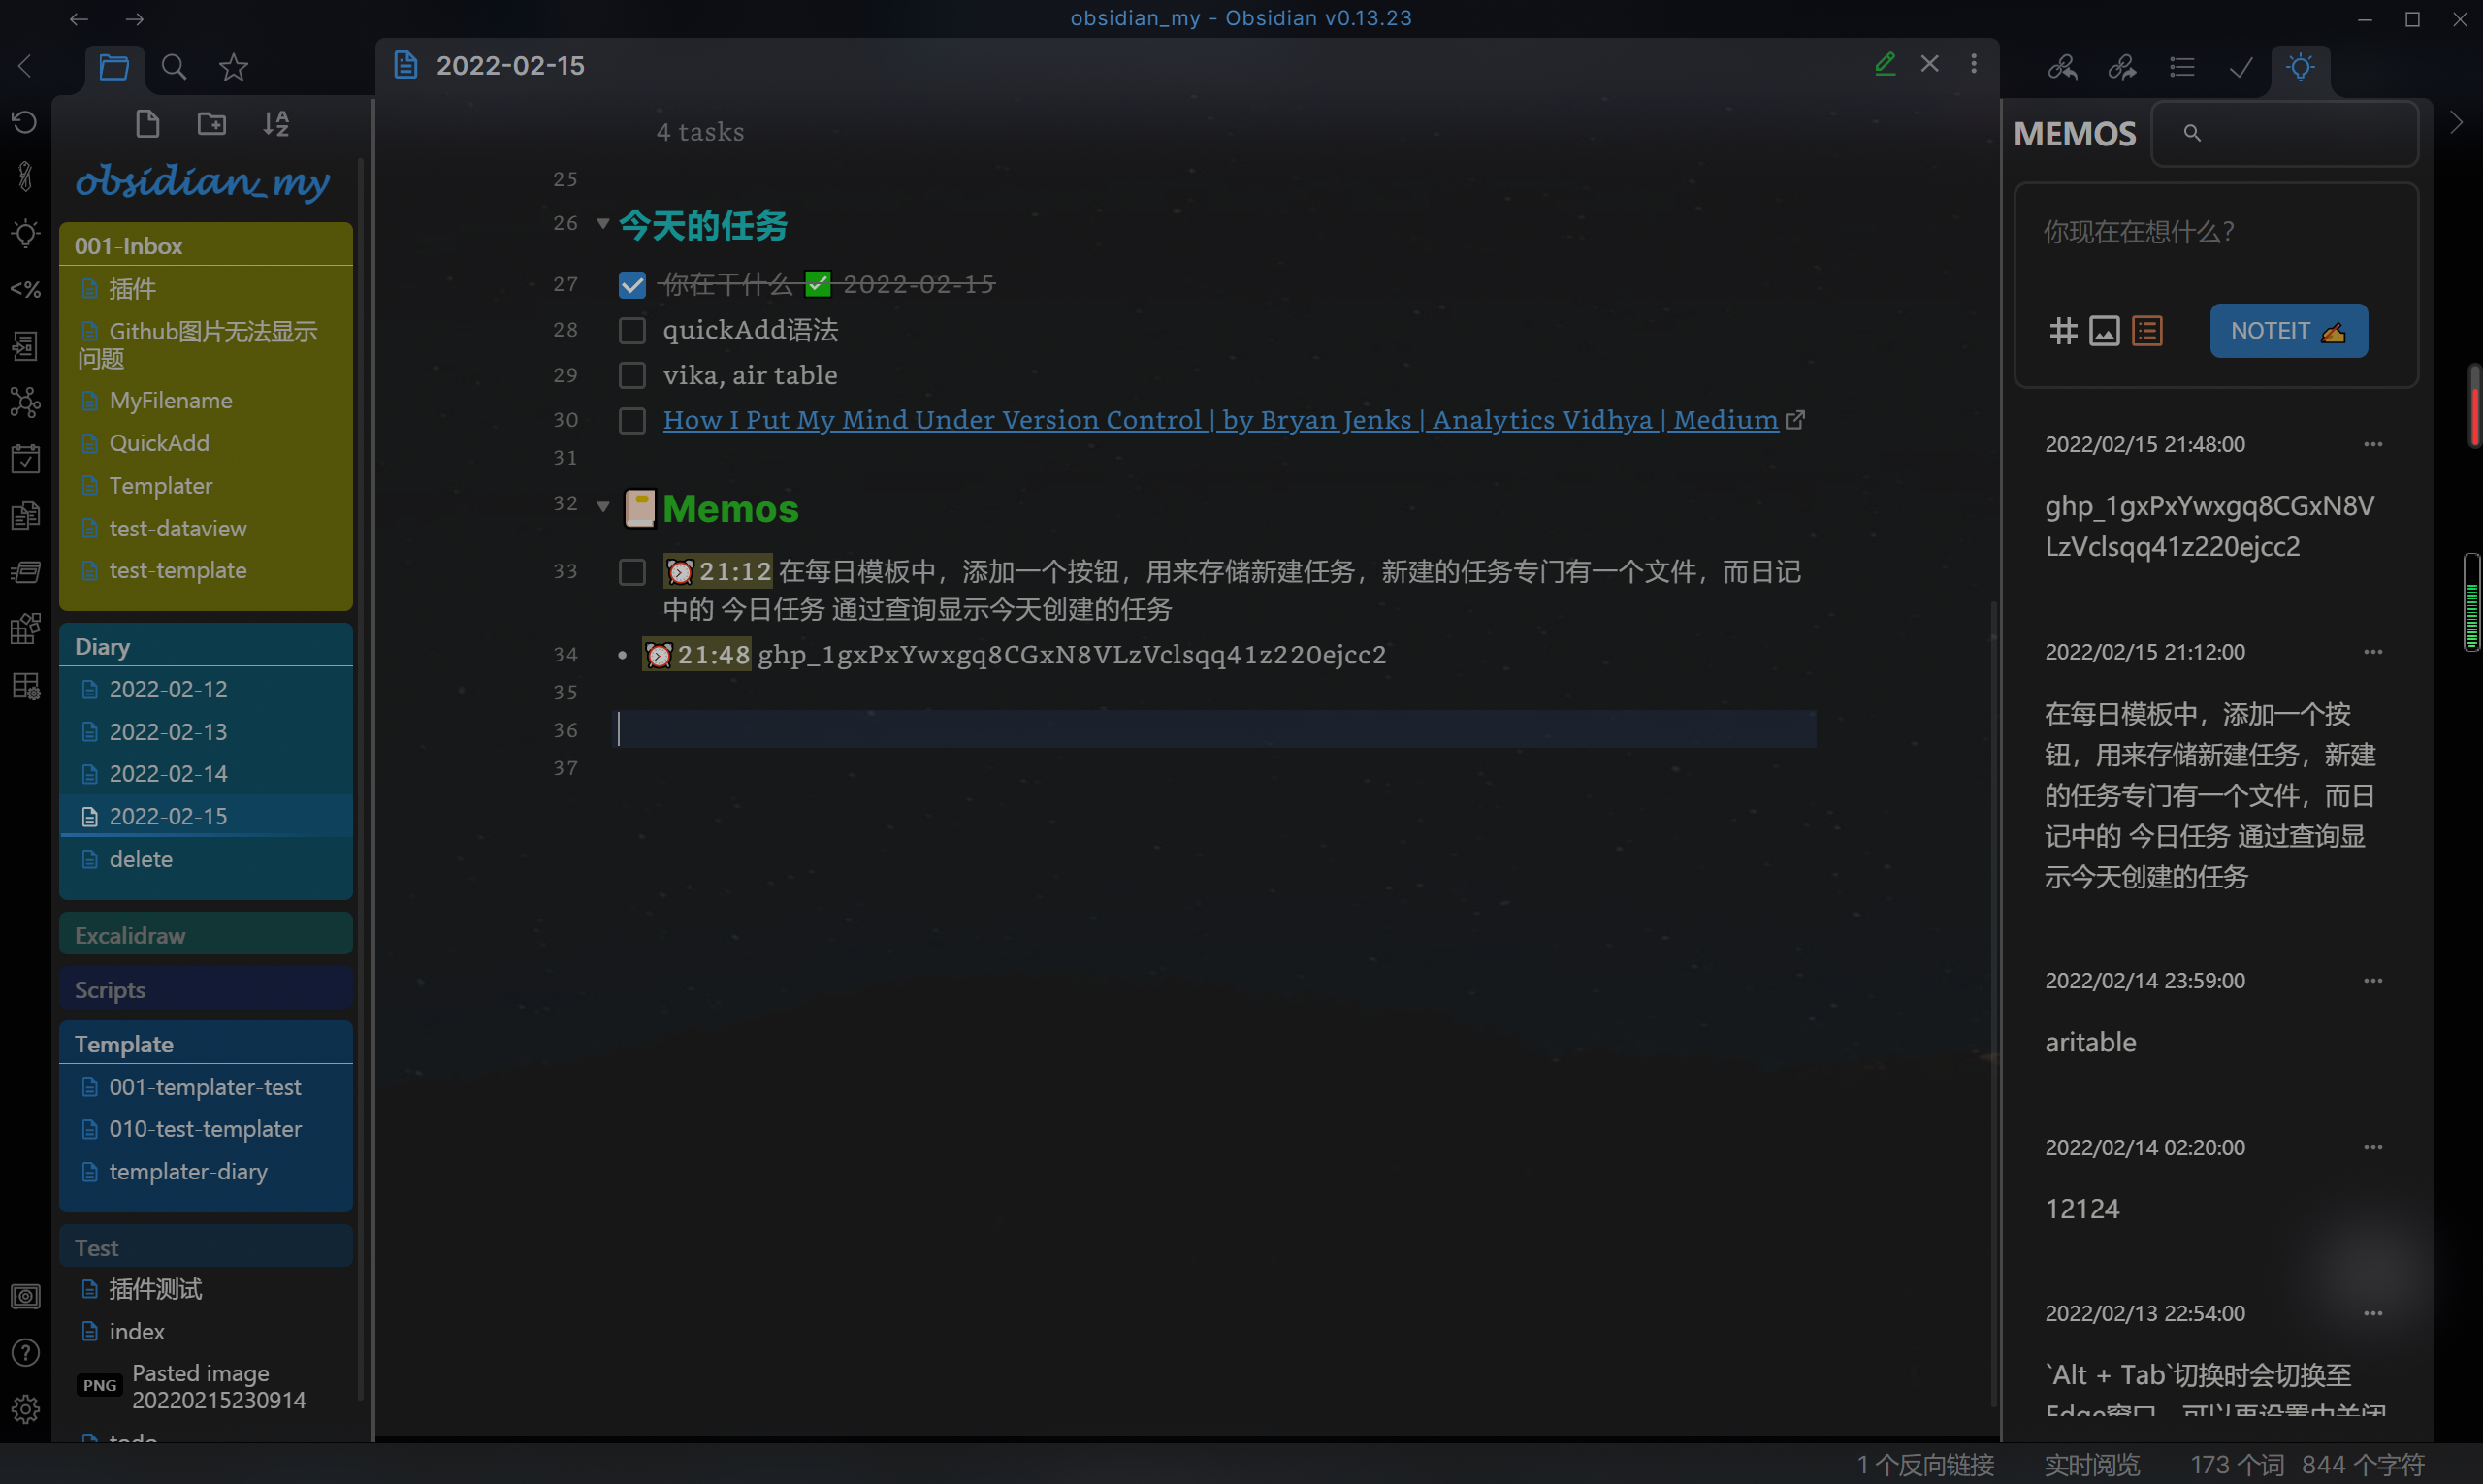 obsidian_my - Obsidian v0.13.23
2022-02-15
obsidian_my
001-Inbox
插件
Github图片无法显示
问题
MyFilename
QuickAdd
Templater
test-dataview
test-template
Diary
2022-02-12
2022-02-13
2022-02-14
2022-02-15
delete
Excalidraw
Scripts
Template
001-templater-test
010-test-templater
templater-diary
Test
插件测试
index
PNG Pasted image
20220215230914
4 tasks
25
26 今天的任务
27 你在干什么 ✅ 2022-02-15
28 quickAdd语法
29 vika, air table
30 How I Put My Mind Under Version Control | by Bryan Jenks | Analytics Vidhya | Medium
31
32 Memos
33 ⏰21:12 在每日模板中，添加一个按钮，用来存储新建任务，新建的任务专门有一个文件，而日记
中的 今日任务 通过查询显示今天创建的任务
34 ⏰21:48 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
35
36
37
MEMOS
你现在在想什么？
NOTEIT ✍
2022/02/15 21:48:00
ghp_1gxPxYwxgq8CGxN8V
LzVclsqq41z220ejcc2
2022/02/15 21:12:00
在每日模板中，添加一个按
钮，用来存储新建任务，新建
的任务专门有一个文件，而日
记中的 今日任务 通过查询显
示今天创建的任务
2022/02/14 23:59:00
aritable
2022/02/14 02:20:00
12124
2022/02/13 22:54:00
`Alt + Tab`切换时会切换至
Edge窗口，可以再设置中关闭
1 个反向链接 实时阅览 173 个词 844 个字符